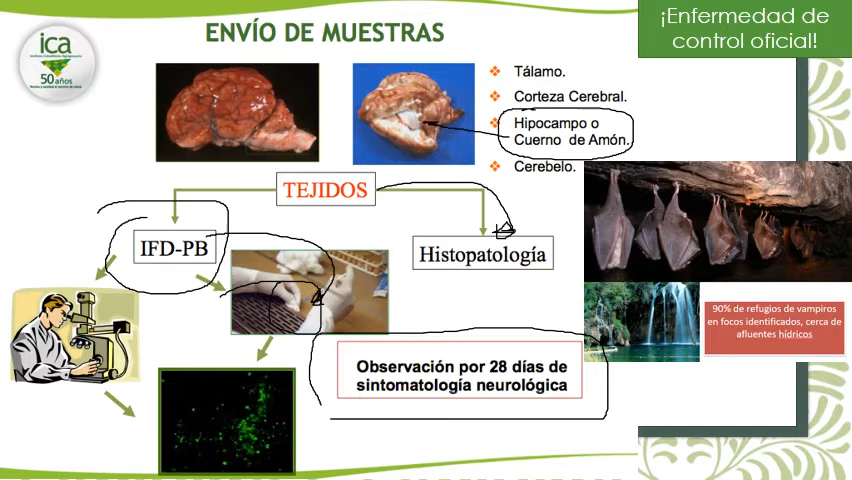 ENVÍO DE MUESTRAS
¡Enfermedad de
control oficial!
ica
50 años
Tálamo.
Corteza Cerebral.
Hipocampo o
Cuerno de Amón.
Cerebelo.
TEJIDOS
IFD-PB
Histopatología
90% de refugios de vampiros
en focos identificados, cerca de
afluentes hídricos
Observación por 28 días de
sintomatología neurológica